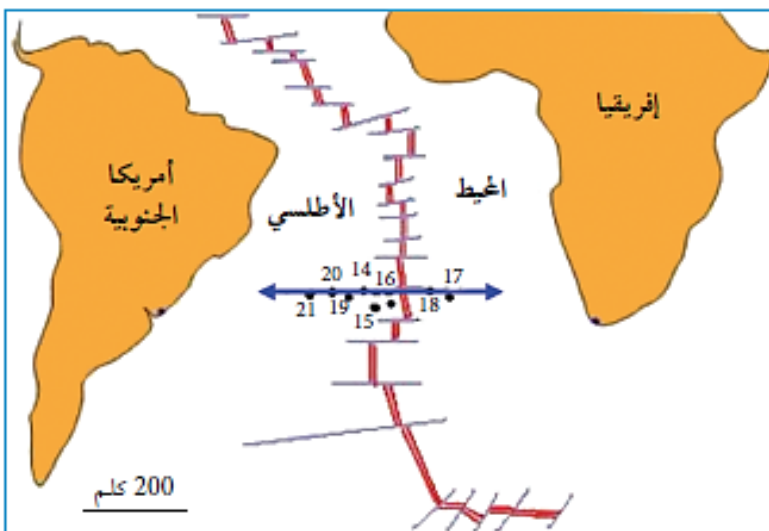 إفريقيا
أمريكا
الجنوبية
المحيط
الأطلسي
14
15
16
17
18
19
20
21
200 كلم